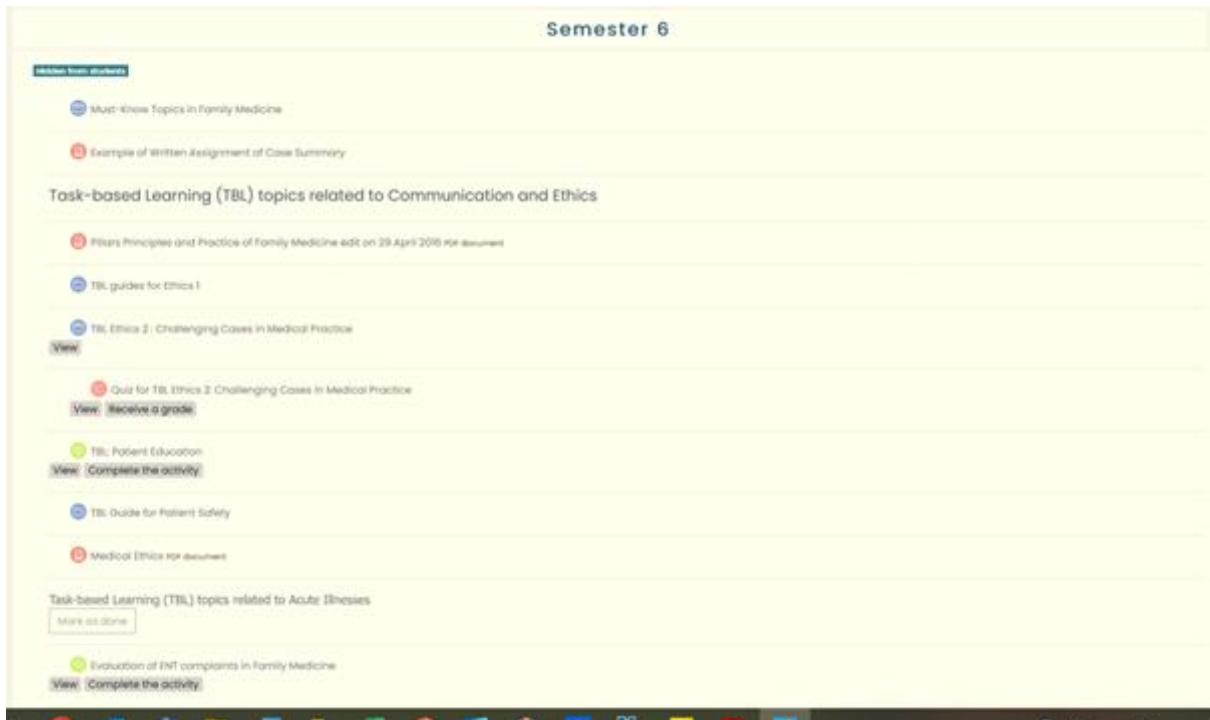 Semester 6
Hidden from students
Must-Know Topics in Family Medicine
Example of Written Assignment of Case Summary
Task-based Learning (TBL) topics related to Communication and Ethics
Pillars Principles and Practice of Family Medicine edit on 29 April 2016 PDF document
TBL guides for Ethics 1
TBL Ethics 2 : Challenging Cases in Medical Practice
View
Quiz for TBL Ethics 2: Challenging Cases in Medical Practice
View Receive a grade
TBL: Patient Education
View Complete the activity
TBL Guide for Patient Safety
Medical Ethics PDF document
Task-based Learning (TBL) topics related to Acute Illnesses
Mark as done
Evaluation of ENT complaints in Family Medicine
View Complete the activity